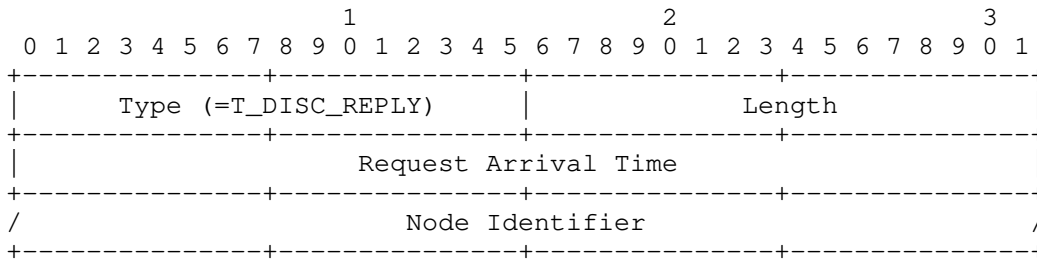 1                   2                   3
 0 1 2 3 4 5 6 7 8 9 0 1 2 3 4 5 6 7 8 9 0 1 2 3 4 5 6 7 8 9 0 1
+---------------+---------------+---------------+---------------
|      Type (=T_DISC_REPLY)     |             Length
+---------------+---------------+---------------+---------------
|                     Request Arrival Time
+---------------+---------------+---------------+---------------
/                        Node Identifier                       /
+---------------+---------------+---------------+---------------